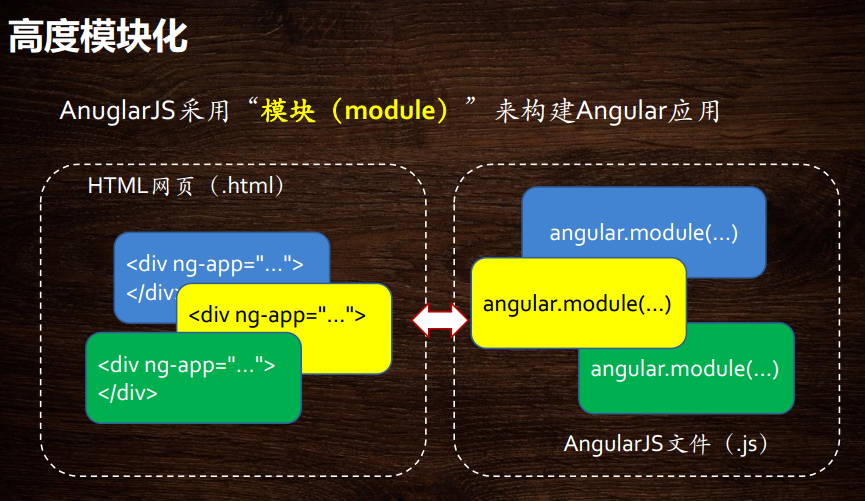 高度模块化
AnuglarJS采用“模块（module）”来构建Angular应用
HTML网页（.html）
<div ng-app="...">
</div>
<div ng-app="...">
<div ng-app="...">
</div>
angular.module(...)
angular.module(...)
angular.module(...)
AngularJS文件（.js）